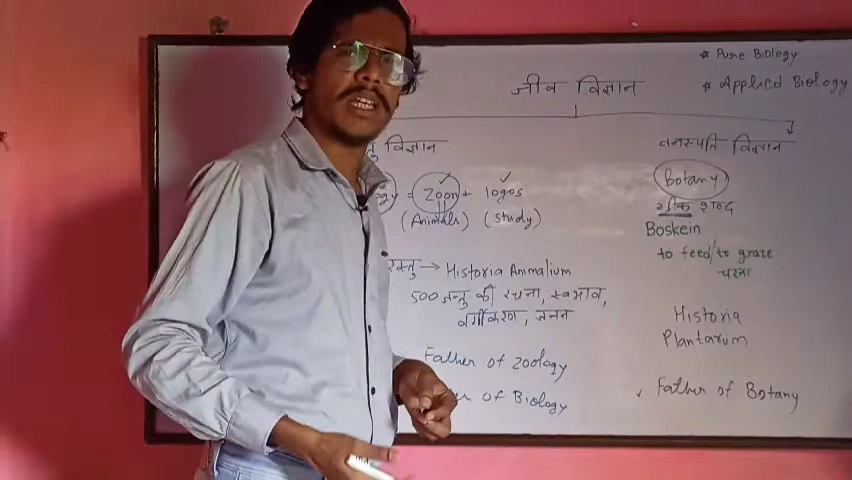 * Pure Biology
* Applied Biology
जीव विज्ञान
विज्ञान
gy = Zoon + logos
(Animals) (study)
Historia Animalium
500 जन्तु की रचना, स्वभाव,
वर्गीकरण, जनन
Father of Zoology
of Biology
वनस्पति विज्ञान
Botany
ग्रीक शब्द
Boskein
to feed/to graze
चरना
Historia
Plantarum
✓ Father of Botany